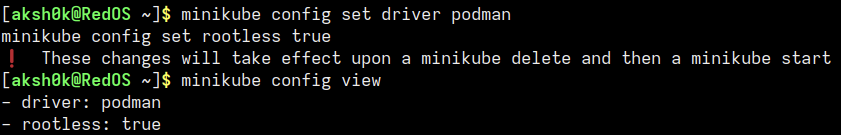 [aksh0k@RedOS ~]$ minikube config set driver podman
minikube config set rootless true
❗  These changes will take effect upon a minikube delete and then a minikube start
[aksh0k@RedOS ~]$ minikube config view
- driver: podman
- rootless: true